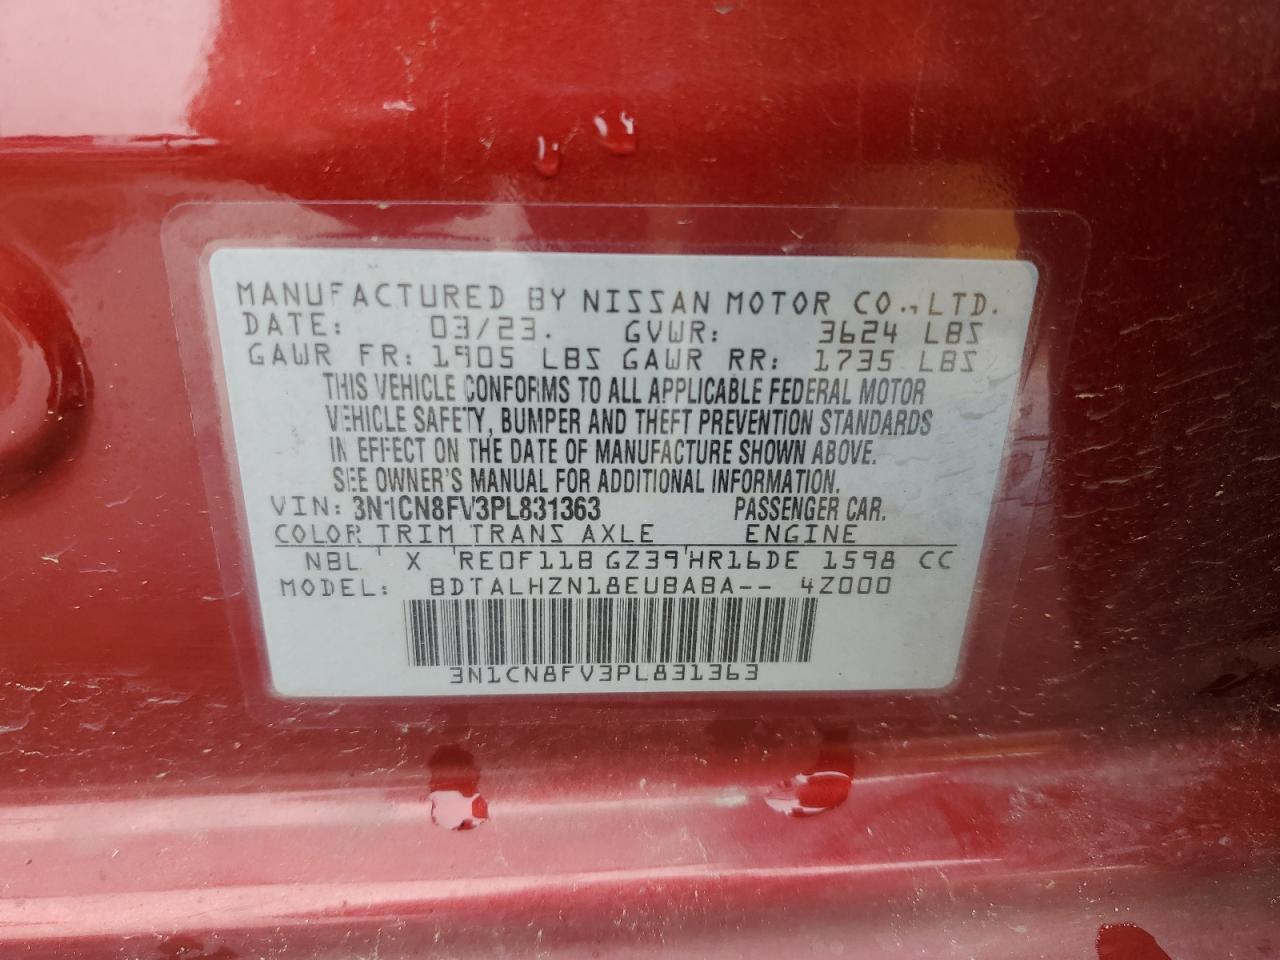 MANUFACTURED BY NISSAN MOTOR CO., LTD.
DATE: 03/23. GVWR: 3624 LBS
GAWR FR: 1905 LBS GAWR RR: 1735 LBS
THIS VEHICLE CONFORMS TO ALL APPLICABLE FEDERAL MOTOR
VEHICLE SAFETY, BUMPER AND THEFT PREVENTION STANDARDS
IN EFFECT ON THE DATE OF MANUFACTURE SHOWN ABOVE.
SEE OWNER'S MANUAL FOR ADDITIONAL INFORMATION.
VIN: 3N1CN8FV3PL831363 PASSENGER CAR.
COLOR TRIM TRANS AXLE ENGINE
NBL X RE0F11B GZ39 HR16DE 1598 CC
MODEL: BDTALHZN18EUBABA-- 4Z000
3N1CN8FV3PL831363